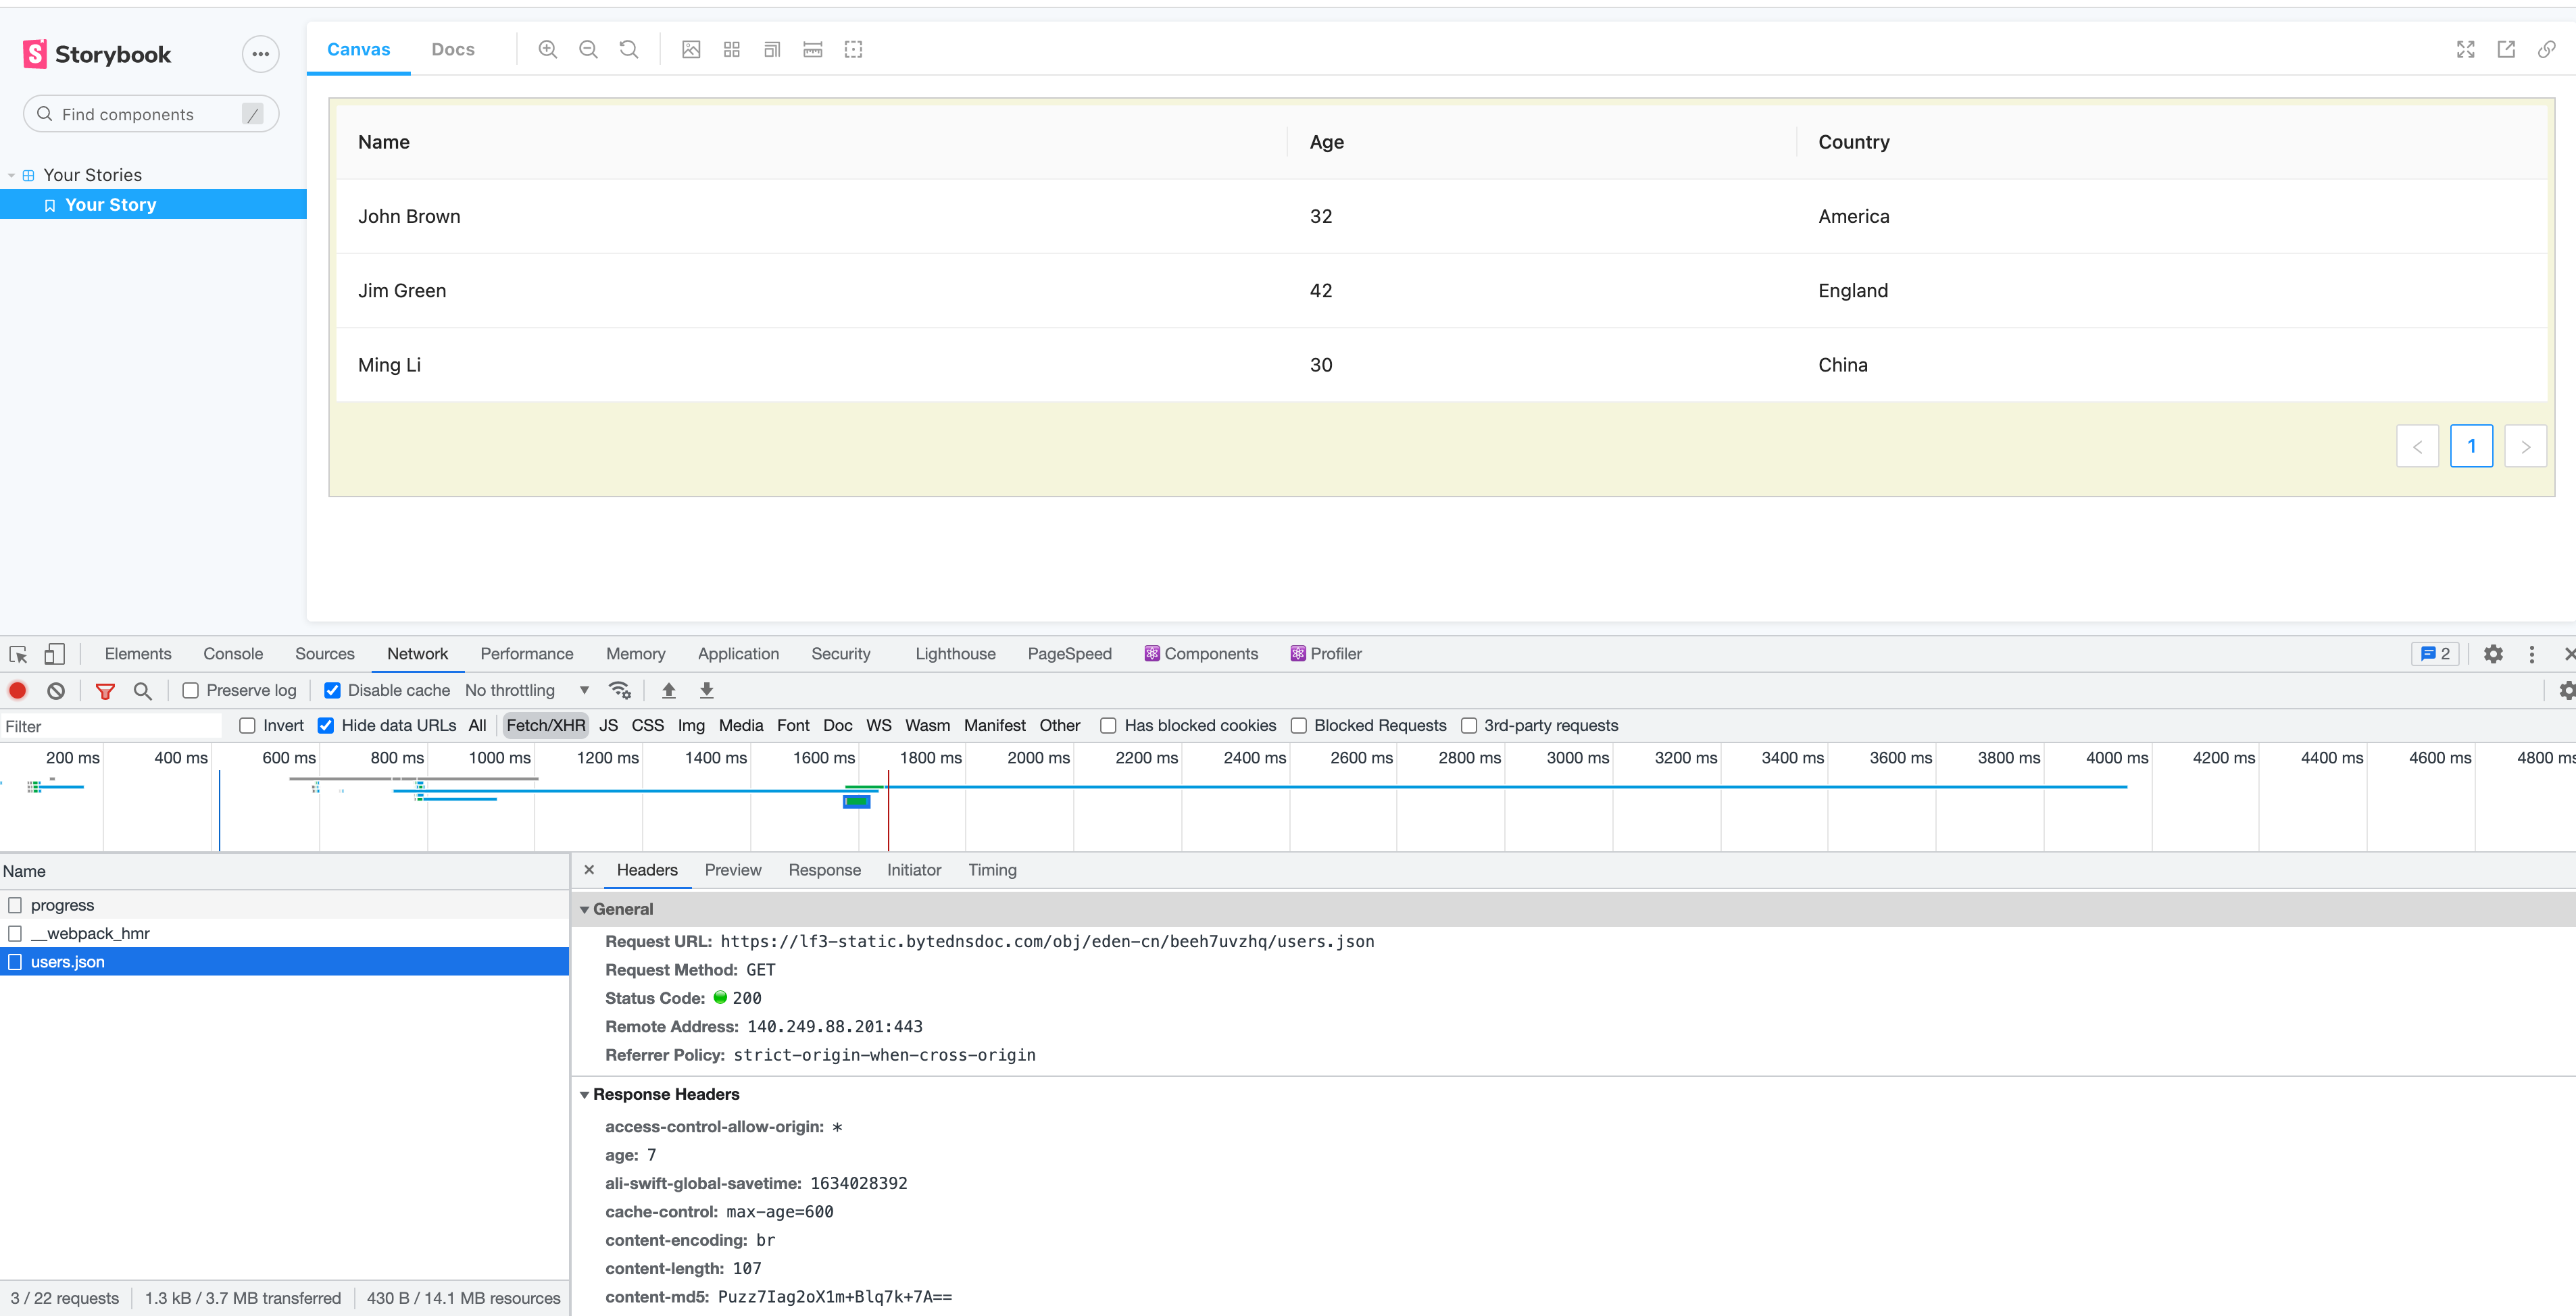 Storybook
Find components
/
Your Stories
Your Story
Canvas
Docs
Name Age Country
John Brown 32 America
Jim Green 42 England
Ming Li 30 China
< 1 >
Elements Console Sources Network Performance Memory Application Security Lighthouse PageSpeed Components Profiler 2
Preserve log Disable cache No throttling
Filter Invert Hide data URLs All Fetch/XHR JS CSS Img Media Font Doc WS Wasm Manifest Other Has blocked cookies Blocked Requests 3rd-party requests
200 ms 400 ms 600 ms 800 ms 1000 ms 1200 ms 1400 ms 1600 ms 1800 ms 2000 ms 2200 ms 2400 ms 2600 ms 2800 ms 3000 ms 3200 ms 3400 ms 3600 ms 3800 ms 4000 ms 4200 ms 4400 ms 4600 ms 4800 ms
Name
progress
__webpack_hmr
users.json
3 / 22 requests 1.3 kB / 3.7 MB transferred 430 B / 14.1 MB resources
× Headers Preview Response Initiator Timing
General
Request URL: https://lf3-static.bytednsdoc.com/obj/eden-cn/beeh7uvzhq/users.json
Request Method: GET
Status Code: 200
Remote Address: 140.249.88.201:443
Referrer Policy: strict-origin-when-cross-origin
Response Headers
access-control-allow-origin: *
age: 7
ali-swift-global-savetime: 1634028392
cache-control: max-age=600
content-encoding: br
content-length: 107
content-md5: Puzz7Iag2oX1m+Blq7k+7A==